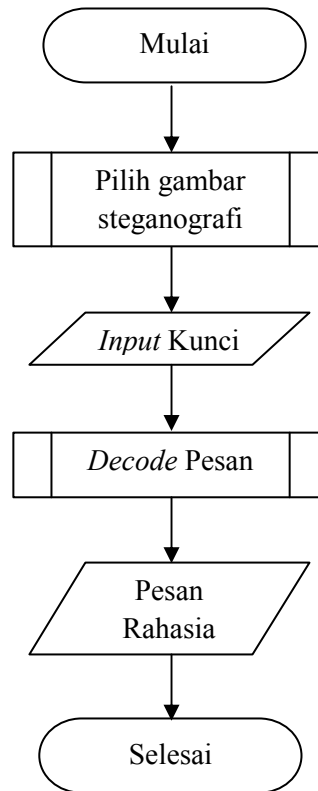 Mulai
Pilih gambar
steganografi
Input Kunci
Decode Pesan
Pesan
Rahasia
Selesai